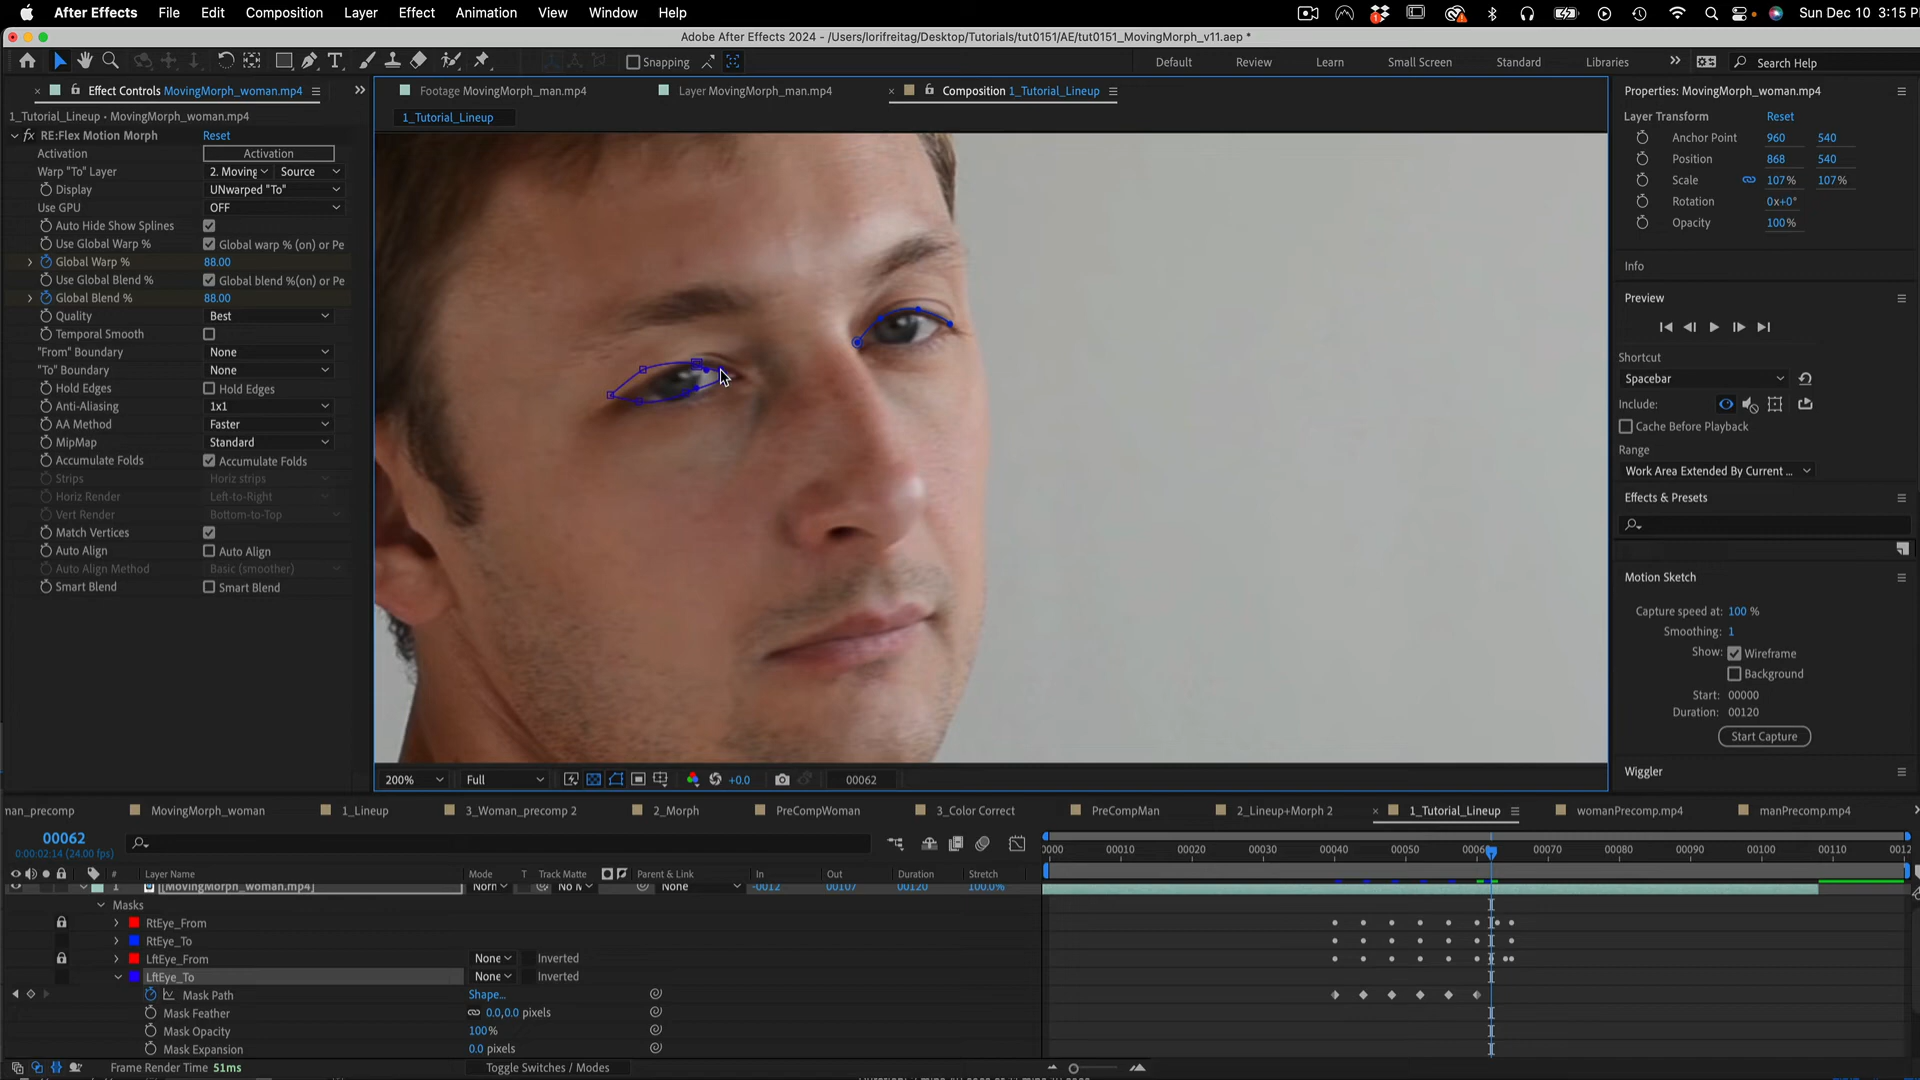 After Effects File Edit Composition Layer Effect Animation View Window Help Sun Dec 10 3:15 P
Adobe After Effects 2024 - /Users/lorifreitag/Desktop/Tutorials/tut0151/AE/tut0151_MovingMorph_v11.aep *
Snapping Default Review Learn Small Screen Standard Libraries Search Help
Effect Controls MovingMorph_woman.mp4
1_Tutorial_Lineup • MovingMorph_woman.mp4
fx RE:Flex Motion Morph Reset
Activation Activation
Warp "To" Layer 2. Moving Source
Display UNwarped "To"
Use GPU OFF
Auto Hide Show Splines
Use Global Warp % Global warp % (on) or Pe
Global Warp % 88.00
Use Global Blend % Global blend %(on) or Pe
Global Blend % 88.00
Quality Best
Temporal Smooth
"From" Boundary None
"To" Boundary None
Hold Edges Hold Edges
Anti-Aliasing 1x1
AA Method Faster
MipMap Standard
Accumulate Folds Accumulate Folds
Strips Horiz strips
Horiz Render Left-to-Right
Vert Render Bottom-to-Top
Match Vertices
Auto Align Auto Align
Auto Align Method Basic (smoother)
Smart Blend Smart Blend
Footage MovingMorph_man.mp4 Layer MovingMorph_man.mp4 Composition 1_Tutorial_Lineup
1_Tutorial_Lineup
200% Full +0.0 00062
Properties: MovingMorph_woman.mp4
Layer Transform Reset
Anchor Point 960 540
Position 868 540
Scale 107% 107%
Rotation 0x+0°
Opacity 100%
Info
Preview
Shortcut
Spacebar
Include:
Cache Before Playback
Range
Work Area Extended By Current ...
Effects & Presets
Motion Sketch
Capture speed at: 100 %
Smoothing: 1
Show: Wireframe
Background
Start: 00000
Duration: 00120
Start Capture
Wiggler
man_precomp MovingMorph_woman 1_Lineup 3_Woman_precomp 2 2_Morph PreCompWoman 3_Color Correct PreCompMan 2_Lineup+Morph 2 1_Tutorial_Lineup womanPrecomp.mp4 manPrecomp.mp4
00062
0:00:02:14 (24.00 fps)
0000 00010 00020 00030 00040 00050 0006 00070 00080 00090 00100 00110 0012
# Layer Name Mode T Track Matte Parent & Link In Out Duration Stretch
1 [MovingMorph_woman.mp4] Norm No M None -0012 00107 00120 100.0%
Masks
RtEye_From
RtEye_To
LftEye_From None Inverted
LftEye_To None Inverted
Mask Path Shape...
Mask Feather 0.0,0.0 pixels
Mask Opacity 100%
Mask Expansion 0.0 pixels
Frame Render Time 51ms Toggle Switches / Modes